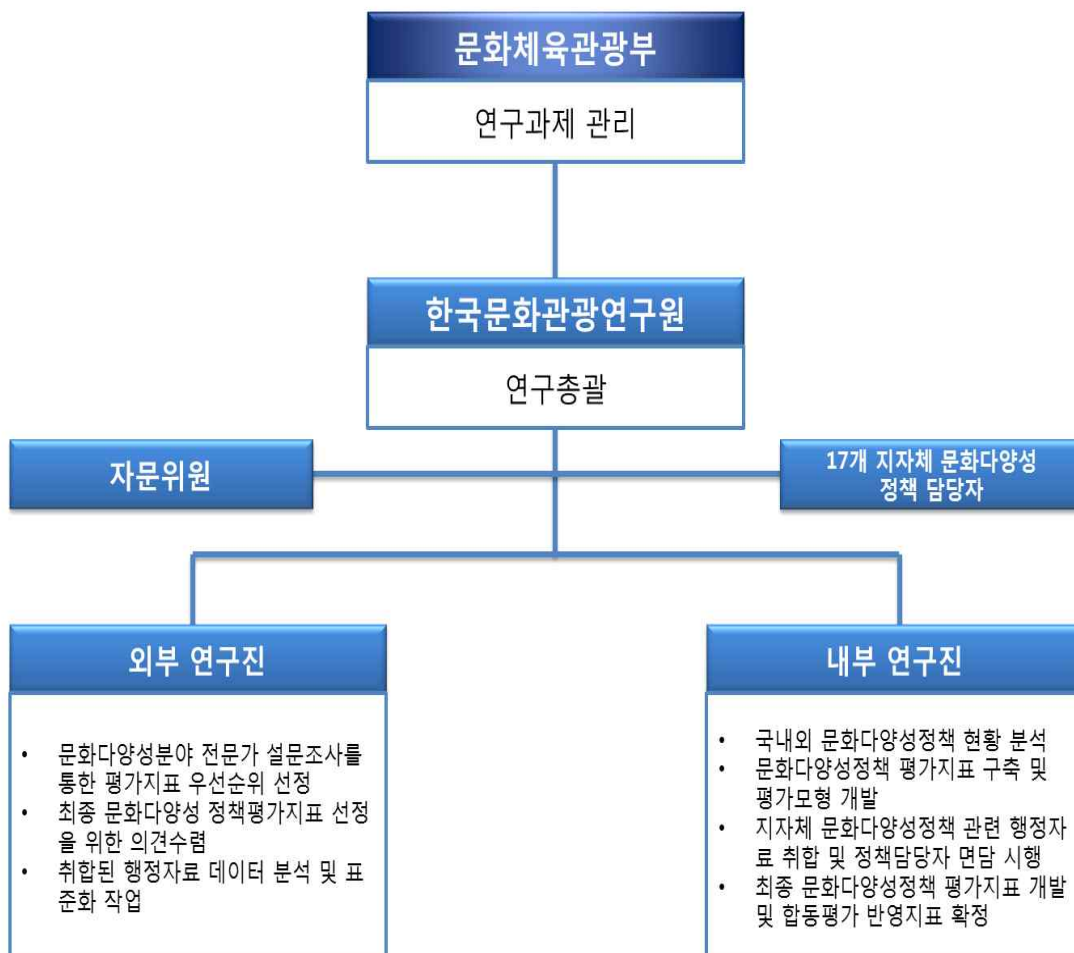 문화체육관광부
연구과제 관리
한국문화관광연구원
연구총괄
자문위원
17개 지자체 문화다양성
정책 담당자
외부 연구진
• 문화다양성분야 전문가 설문조사를
통한 평가지표 우선순위 선정
• 최종 문화다양성 정책평가지표 선정
을 위한 의견수렴
• 취합된 행정자료 데이터 분석 및 표
준화 작업
내부 연구진
• 국내외 문화다양성정책 현황 분석
• 문화다양성정책 평가지표 구축 및
평가모형 개발
• 지자체 문화다양성정책 관련 행정자
료 취합 및 정책담당자 면담 시행
• 최종 문화다양성정책 평가지표 개발
및 합동평가 반영지표 확정